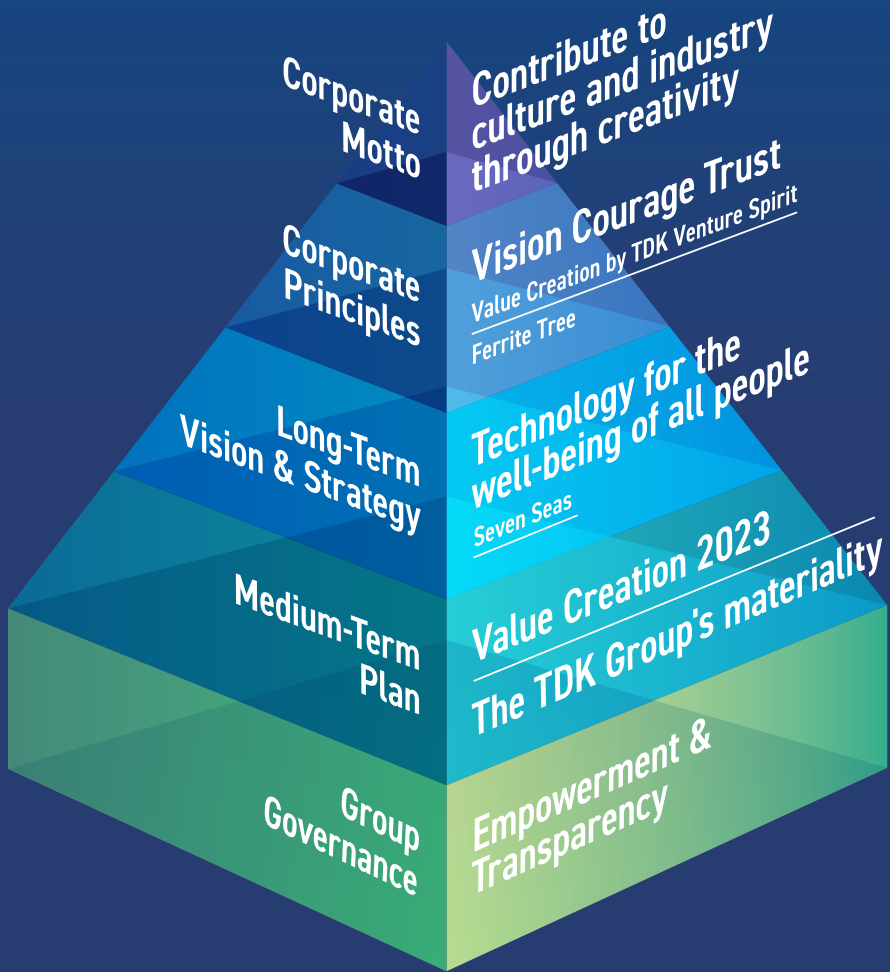 Corporate
Motto
Contribute to
culture and industry
through creativity
Corporate
Principles
Vision Courage Trust
Value Creation by TDK Venture Spirit
Ferrite Tree
Long-Term
Vision & Strategy
Technology for the
well-being of all people
Seven Seas
Medium-Term
Plan
Value Creation 2023
The TDK Group's materiality
Group
Governance
Empowerment &
Transparency